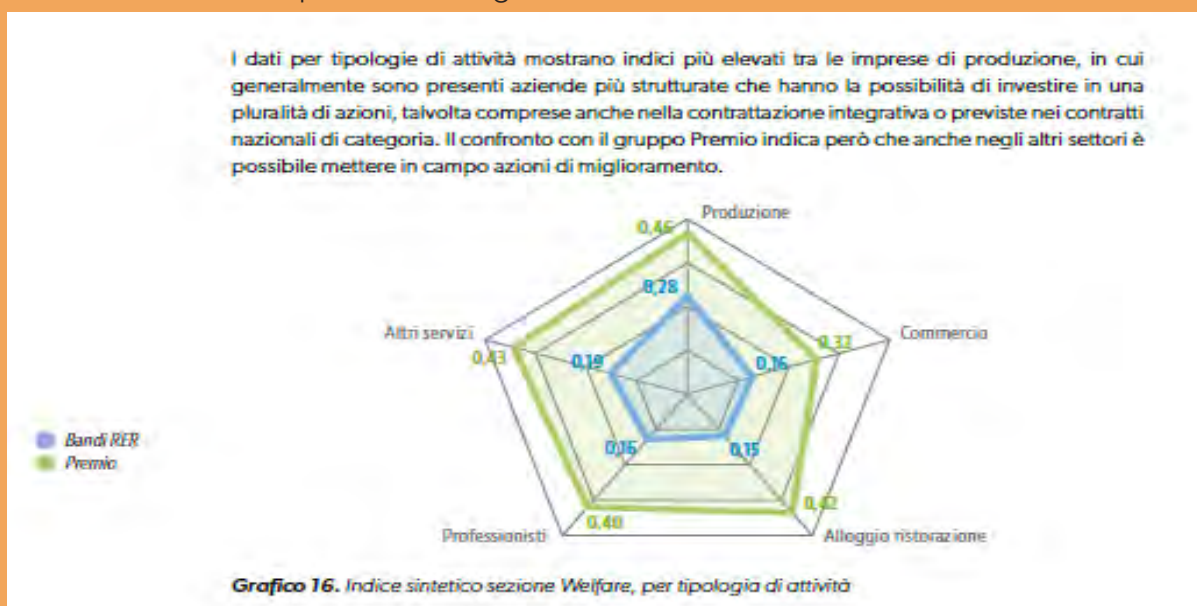 I dati per tipologie di attività mostrano indici più elevati tra le imprese di produzione, in cui
generalmente sono presenti aziende più strutturate che hanno la possibilità di investire in una
pluralità di azioni, talvolta comprese anche nella contrattazione integrativa o previste nei contratti
nazionali di categoria. Il confronto con il gruppo Premio indica però che anche negli altri settori è
possibile mettere in campo azioni di miglioramento.
Produzione
0,46
0,28
Altri servizi
Commercio
0,43
0,19
0,16
Bandi RER
Premio
0,16
0,15
0,40
0,42
Professionisti
Alloggio ristorazione
Grafico 16. Indice sintetico sezione Welfare, per tipologia di attività